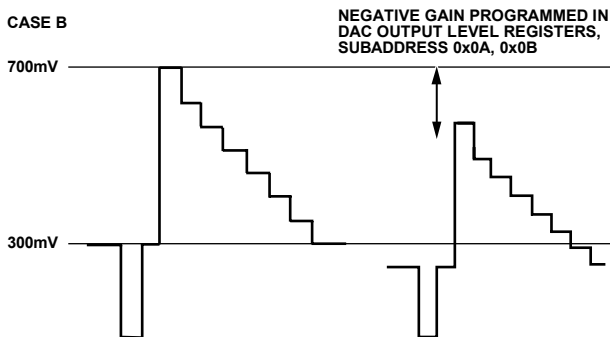 CASE B
NEGATIVE GAIN PROGRAMMED IN
DAC OUTPUT LEVEL REGISTERS,
SUBADDRESS 0x0A, 0x0B
700mV
300mV